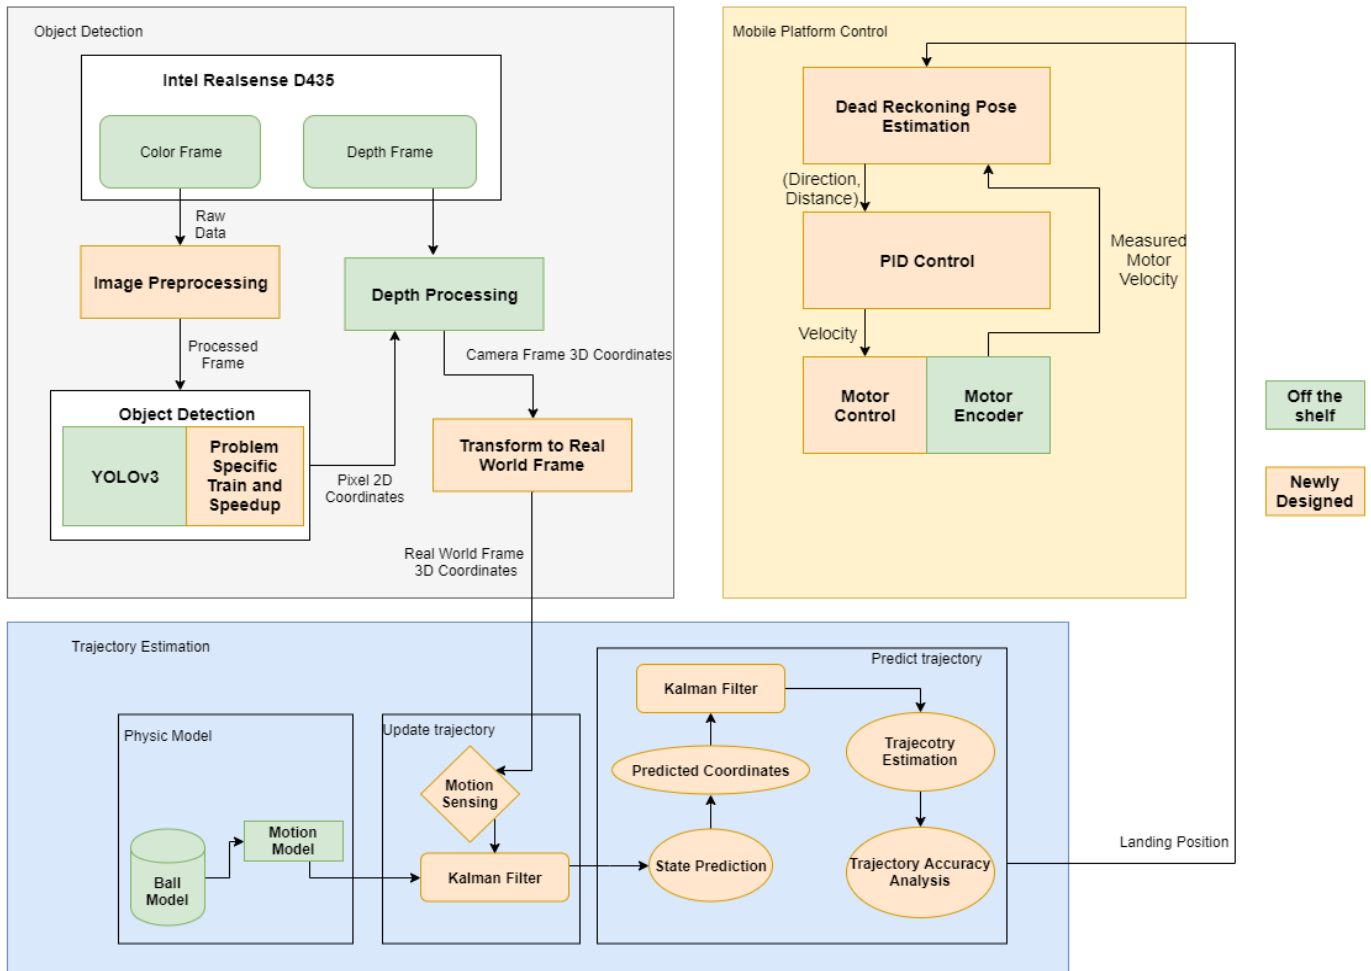 Object Detection
Intel Realsense D435
Color Frame
Depth Frame
Raw
Data
Image Preprocessing
Depth Processing
Processed
Frame
Camera Frame 3D Coordinates
Object Detection
YOLOv3
Problem
Specific
Train and
Speedup
Pixel 2D
Coordinates
Transform to Real
World Frame
Real World Frame
3D Coordinates
Mobile Platform Control
Dead Reckoning Pose
Estimation
(Direction,
Distance)
PID Control
Measured
Motor
Velocity
Velocity
Motor
Control
Motor
Encoder
Off the
shelf
Newly
Designed
Trajectory Estimation
Physic Model
Ball
Model
Motion
Model
Update trajectory
Motion
Sensing
Kalman Filter
Predict trajectory
Kalman Filter
Predicted Coordinates
State Prediction
Trajecotry
Estimation
Trajectory Accuracy
Analysis
Landing Position